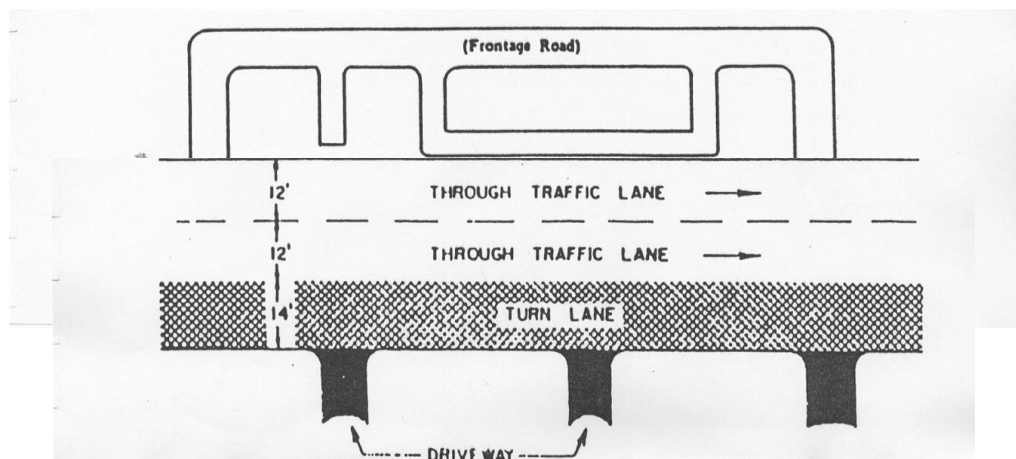 (Frontage Road)
12'
THROUGH TRAFFIC LANE
12'
THROUGH TRAFFIC LANE
14'
TURN LANE
DRIVE WAY